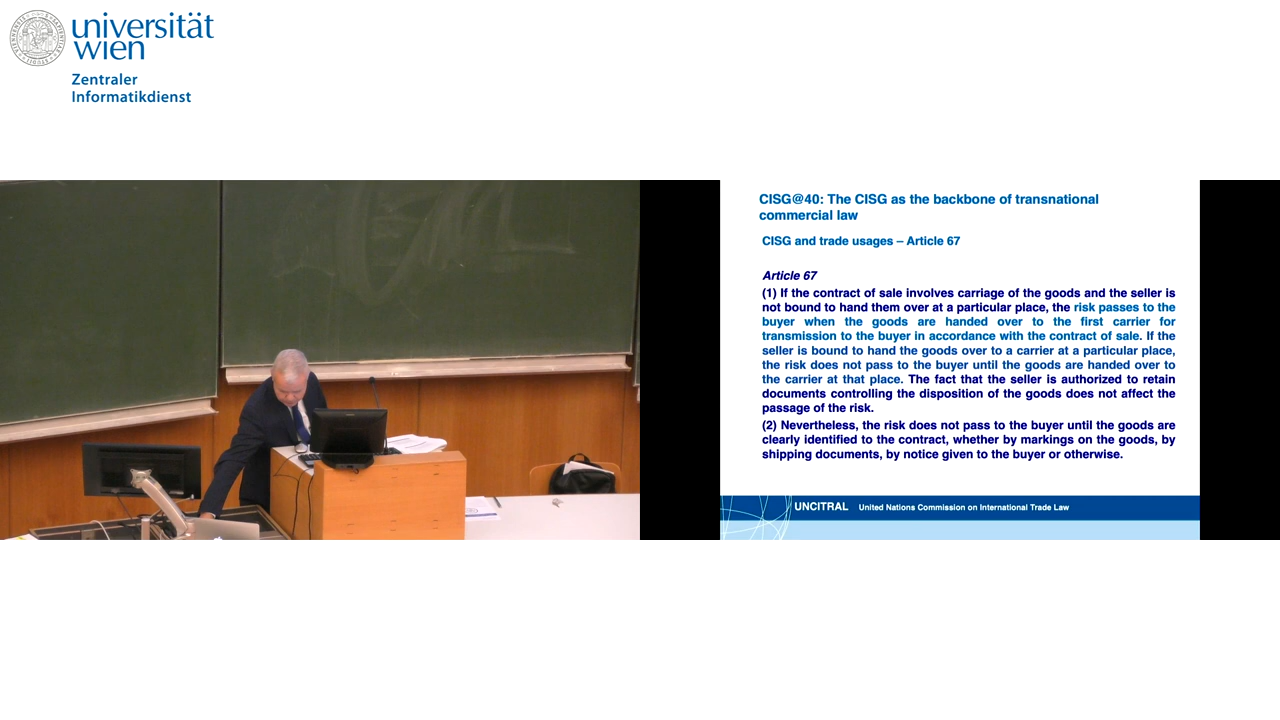 universität
wien
Zentraler
Informatikdienst
CISG@40: The CISG as the backbone of transnational
commercial law
CISG and trade usages – Article 67
Article 67
(1) If the contract of sale involves carriage of the goods and the seller is
not bound to hand them over at a particular place, the risk passes to the
buyer when the goods are handed over to the first carrier for
transmission to the buyer in accordance with the contract of sale. If the
seller is bound to hand the goods over to a carrier at a particular place,
the risk does not pass to the buyer until the goods are handed over to
the carrier at that place. The fact that the seller is authorized to retain
documents controlling the disposition of the goods does not affect the
passage of the risk.
(2) Nevertheless, the risk does not pass to the buyer until the goods are
clearly identified to the contract, whether by markings on the goods, by
shipping documents, by notice given to the buyer or otherwise.
UNCITRAL United Nations Commission on International Trade Law